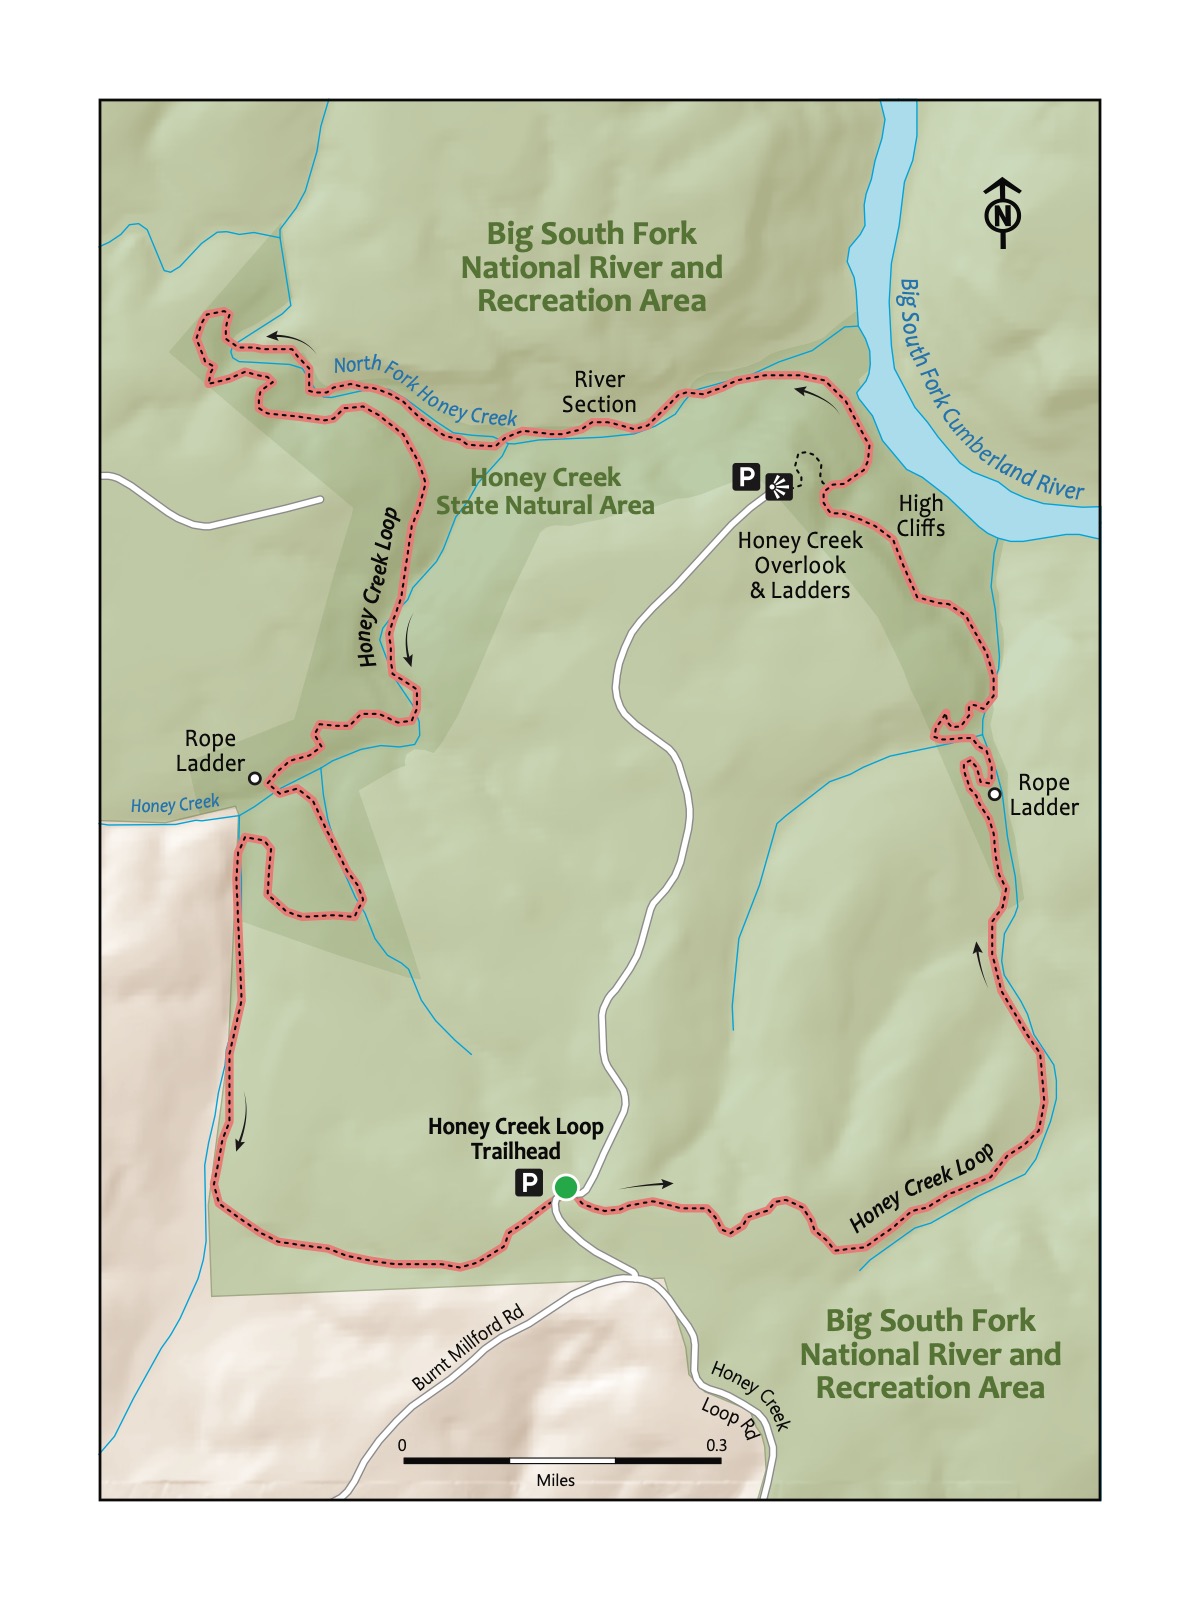 N
Big South Fork
National River and
Recreation Area
Big South Fork Cumberland River
North Fork Honey Creek
River
Section
Honey Creek
State Natural Area
P
High
Cliffs
Honey Creek
Overlook
& Ladders
Honey Creek Loop
Rope
Ladder
Honey Creek
Rope
Ladder
Honey Creek Loop
Trailhead
P
Honey Creek Loop
Big South Fork
National River and
Recreation Area
Burnt Millford Rd
Honey Creek
Loop Rd
0 0.3
Miles